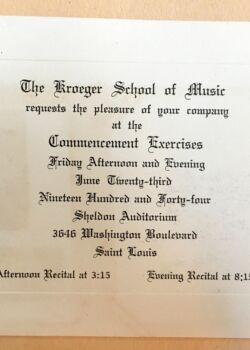 The Kroeger School of Music
requests the pleasure of your company
at the
Commencement Exercises
Friday Afternoon and Evening
June Twenty-third
Nineteen Hundred and Forty-four
Sheldon Auditorium
3646 Washington Boulevard
Saint Louis
Afternoon Recital at 3:15 Evening Recital at 8:15